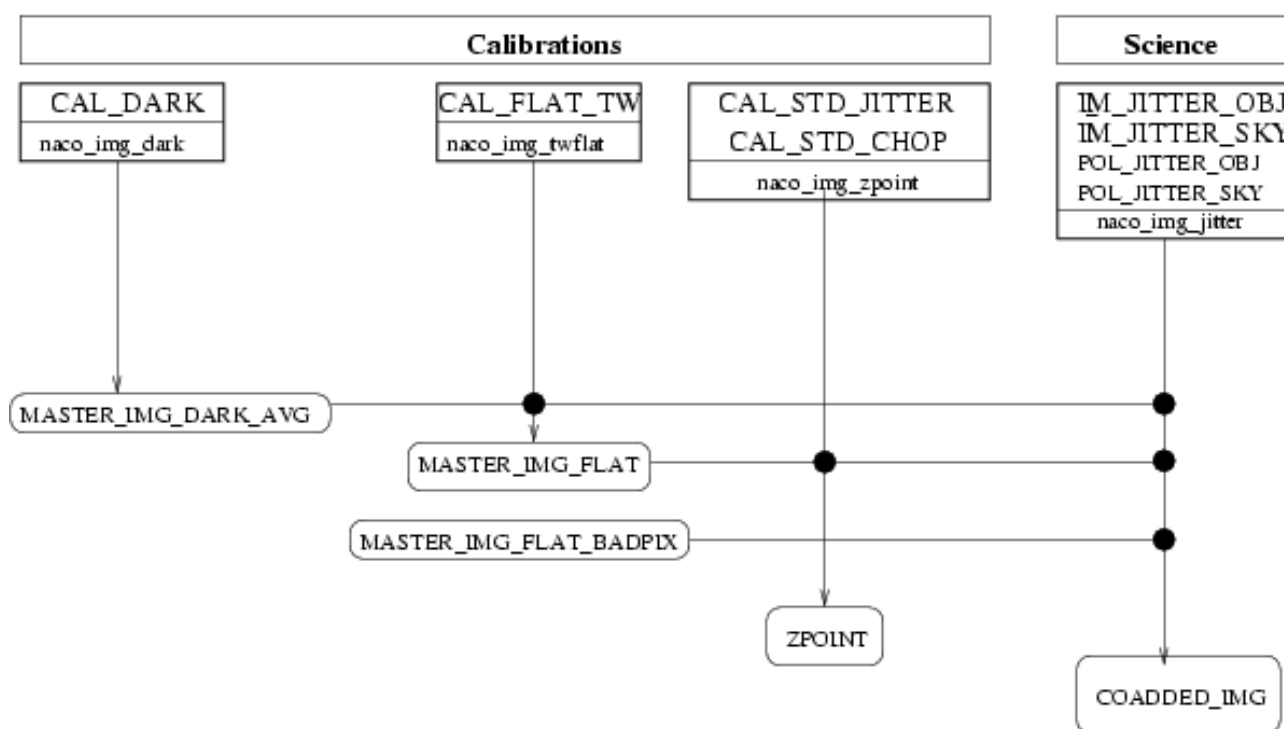 Calibrations
Science
CAL_DARK
naco_img_dark
CAL_FLAT_TW
naco_img_twflat
CAL_STD_JITTER
CAL_STD_CHOP
naco_img_zpoint
IM_JITTER_OBJ
IM_JITTER_SKY
POL_JITTER_OBJ
POL_JITTER_SKY
naco_img_jitter
MASTER_IMG_DARK_AVG
MASTER_IMG_FLAT
MASTER_IMG_FLAT_BADPIX
ZPOINT
COADDED_IMG